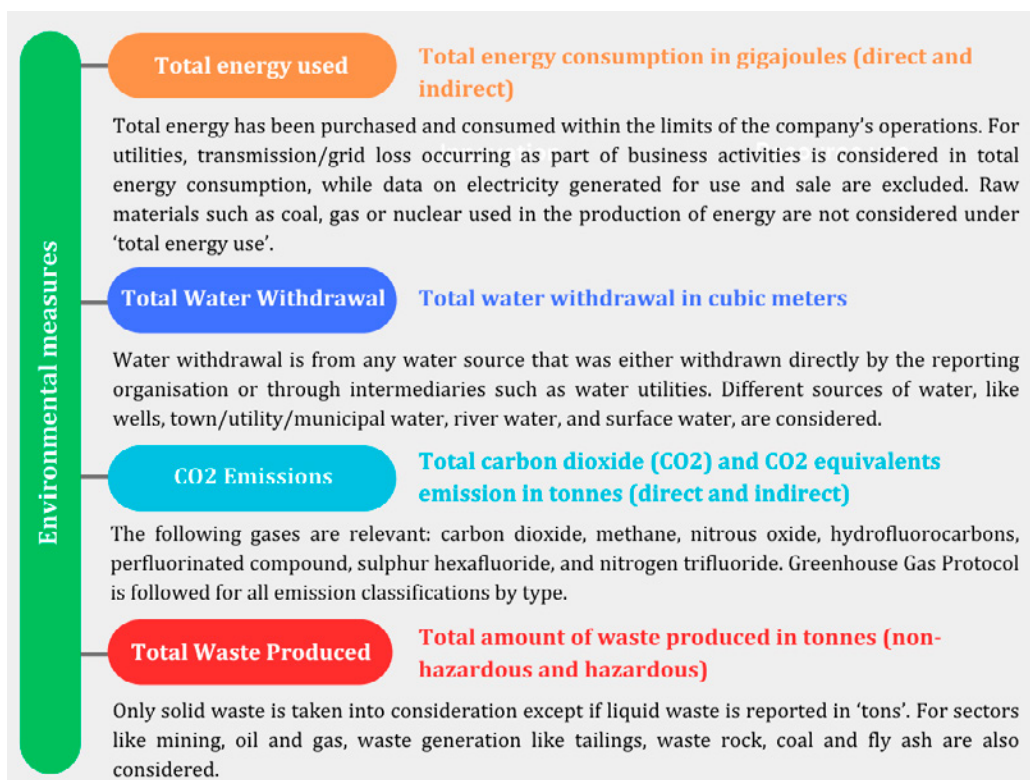 Environmental measures
Total energy used
Total energy consumption in gigajoules (direct and
indirect)
Total energy has been purchased and consumed within the limits of the company's operations. For
utilities, transmission/grid loss occurring as part of business activities is considered in total
energy consumption, while data on electricity generated for use and sale are excluded. Raw
materials such as coal, gas or nuclear used in the production of energy are not considered under
'total energy use'.
Total Water Withdrawal
Total water withdrawal in cubic meters
Water withdrawal is from any water source that was either withdrawn directly by the reporting
organisation or through intermediaries such as water utilities. Different sources of water, like
wells, town/utility/municipal water, river water, and surface water, are considered.
CO2 Emissions
Total carbon dioxide (CO2) and CO2 equivalents
emission in tonnes (direct and indirect)
The following gases are relevant: carbon dioxide, methane, nitrous oxide, hydrofluorocarbons,
perfluorinated compound, sulphur hexafluoride, and nitrogen trifluoride. Greenhouse Gas Protocol
is followed for all emission classifications by type.
Total Waste Produced
Total amount of waste produced in tonnes (non-
hazardous and hazardous)
Only solid waste is taken into consideration except if liquid waste is reported in 'tons'. For sectors
like mining, oil and gas, waste generation like tailings, waste rock, coal and fly ash are also
considered.